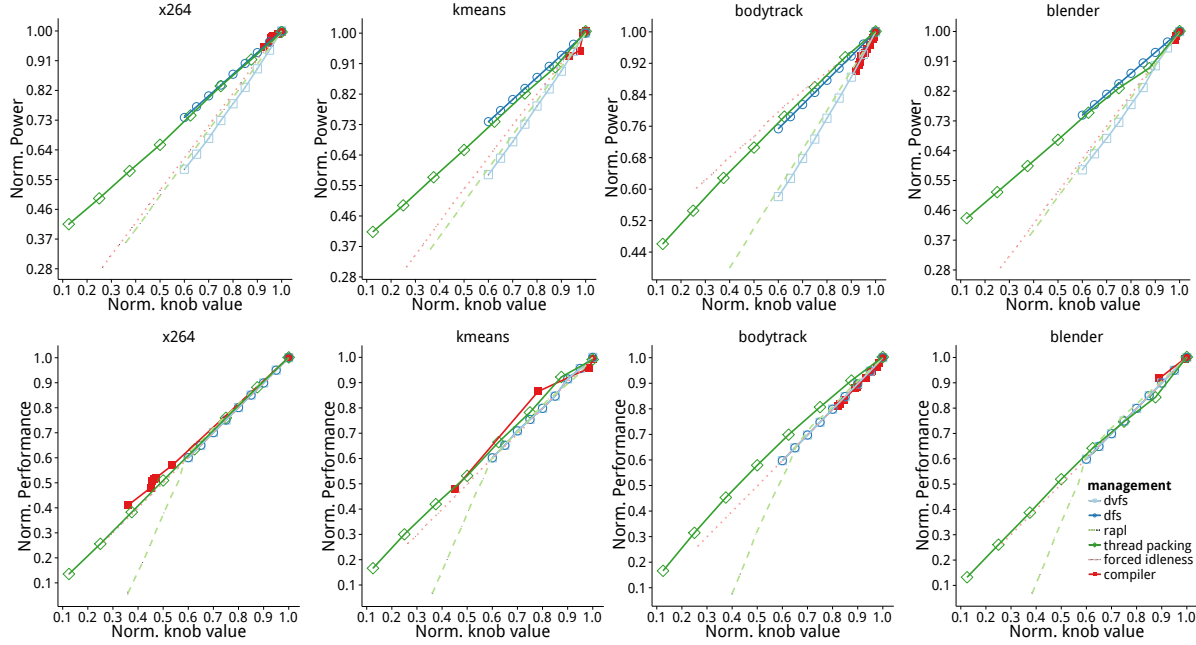 x264
kmeans
bodytrack
blender
Norm. Power
1.00
0.91
0.82
0.73
0.64
0.55
0.46
0.37
0.28
0.1 0.2 0.3 0.4 0.5 0.6 0.7 0.8 0.9 1.0
Norm. knob value
Norm. Power
1.00
0.91
0.82
0.73
0.64
0.55
0.46
0.37
0.28
0.1 0.2 0.3 0.4 0.5 0.6 0.7 0.8 0.9 1.0
Norm. knob value
Norm. Power
1.00
0.92
0.84
0.76
0.68
0.60
0.52
0.44
0.1 0.2 0.3 0.4 0.5 0.6 0.7 0.8 0.9 1.0
Norm. knob value
Norm. Power
1.00
0.91
0.82
0.73
0.64
0.55
0.46
0.37
0.28
0.1 0.2 0.3 0.4 0.5 0.6 0.7 0.8 0.9 1.0
Norm. knob value
x264
kmeans
bodytrack
blender
Norm. Performance
1.0
0.9
0.8
0.7
0.6
0.5
0.4
0.3
0.2
0.1
0.1 0.2 0.3 0.4 0.5 0.6 0.7 0.8 0.9 1.0
Norm. knob value
Norm. Performance
1.0
0.9
0.8
0.7
0.6
0.5
0.4
0.3
0.2
0.1
0.1 0.2 0.3 0.4 0.5 0.6 0.7 0.8 0.9 1.0
Norm. knob value
Norm. Performance
1.0
0.9
0.8
0.7
0.6
0.5
0.4
0.3
0.2
0.1
0.1 0.2 0.3 0.4 0.5 0.6 0.7 0.8 0.9 1.0
Norm. knob value
Norm. Performance
1.0
0.9
0.8
0.7
0.6
0.5
0.4
0.3
0.2
0.1
0.1 0.2 0.3 0.4 0.5 0.6 0.7 0.8 0.9 1.0
Norm. knob value
management
dvfs
dfs
rapl
thread packing
forced idleness
compiler